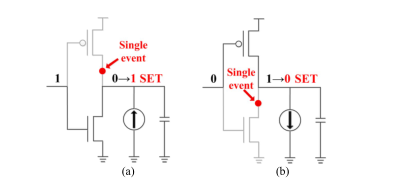 Single
event
1
0→1 SET
(a)
0
1→0 SET
Single
event
(b)